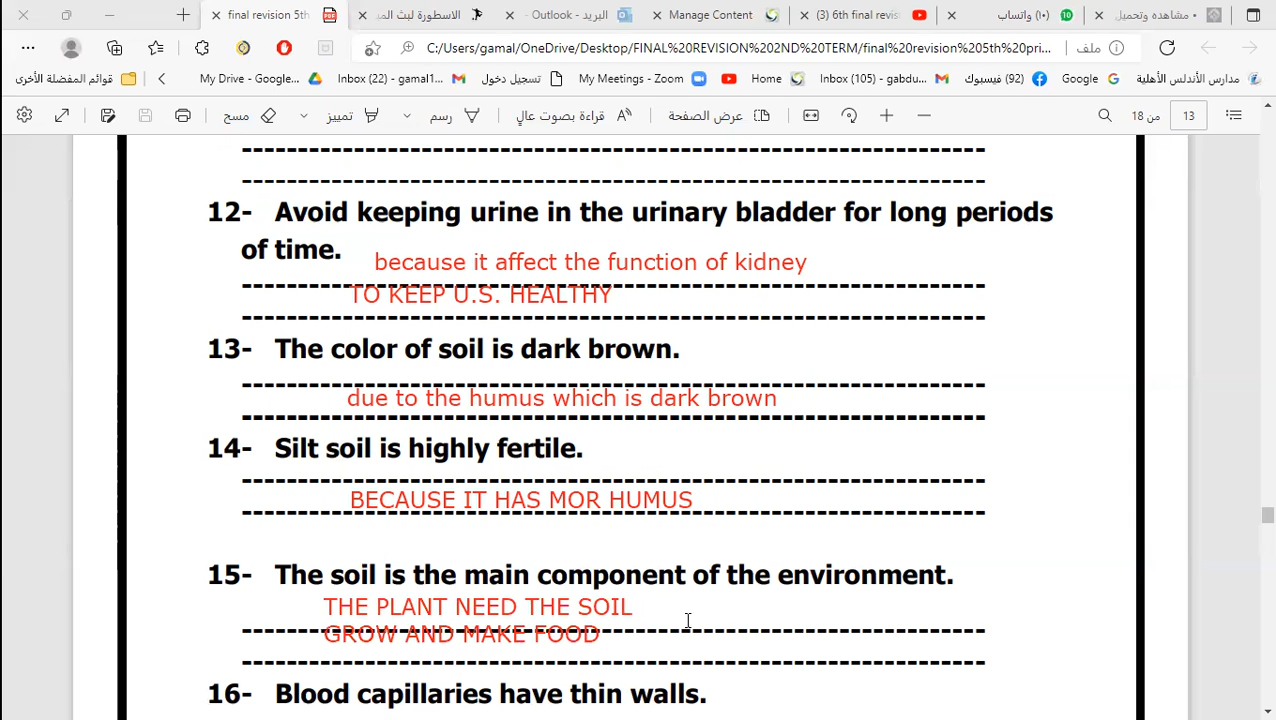 final revision 5th
الاسطورة لبث الم
البريد - Outlook
Manage Content
(3) 6th final revis
(١٠) واتساب
مشاهده وتحميل
C:/Users/gamal/OneDrive/Desktop/FINAL%20REVISION%202ND%20TERM/final%20revision%205th%20pri...
ملف
قوائم المفضلة الأخرى
My Drive - Google...
Inbox (22) - gamal1...
تسجيل دخول
My Meetings - Zoom
Home
Inbox (105) - gabdu...
(92) فيسبوك
Google
مدارس الأندلس الأهلية
مسح
تمييز
رسم
قراءة بصوت عالٍ
عرض الصفحة
من 18
13
12- Avoid keeping urine in the urinary bladder for long periods
of time.
because it affect the function of kidney
TO KEEP U.S. HEALTHY
13- The color of soil is dark brown.
due to the humus which is dark brown
14- Silt soil is highly fertile.
BECAUSE IT HAS MOR HUMUS
15- The soil is the main component of the environment.
THE PLANT NEED THE SOIL
GROW AND MAKE FOOD
16- Blood capillaries have thin walls.